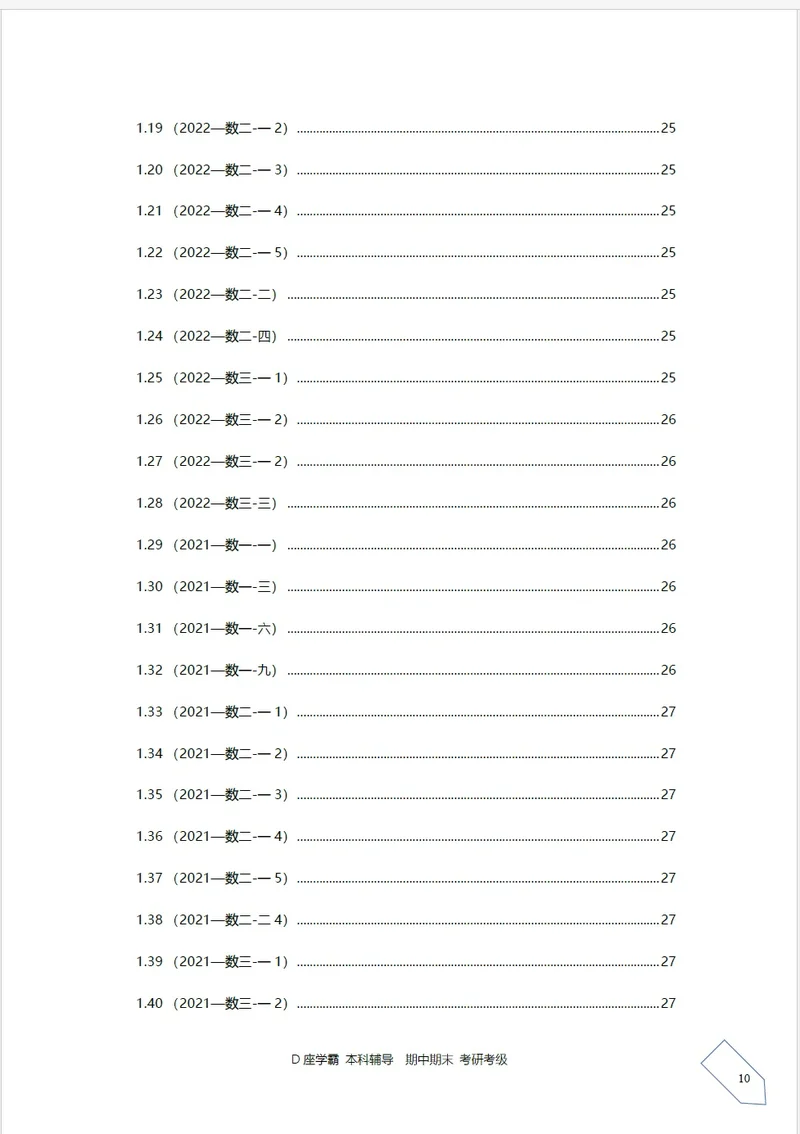 1.19 （2022—数二-一 2） ........................ 25
1.20 （2022—数二-一 3） ........................ 25
1.21 （2022—数二-一 4） ........................ 25
1.22 （2022—数二-一 5） ........................ 25
1.23 （2022—数二-二） ........................ 25
1.24 （2022—数二-四） ........................ 25
1.25 （2022—数三-一 1） ........................ 25
1.26 （2022—数三-一 2） ........................ 26
1.27 （2022—数三-一 2） ........................ 26
1.28 （2022—数三-三） ........................ 26
1.29 （2021—数一-一） ........................ 26
1.30 （2021—数一-三） ........................ 26
1.31 （2021—数一-六） ........................ 26
1.32 （2021—数一-九） ........................ 26
1.33 （2021—数二-一 1） ........................ 27
1.34 （2021—数二-一 2） ........................ 27
1.35 （2021—数二-一 3） ........................ 27
1.36 （2021—数二-一 4） ........................ 27
1.37 （2021—数二-一 5） ........................ 27
1.38 （2021—数二-二 4） ........................ 27
1.39 （2021—数三-一 1） ........................ 27
1.40 （2021—数三-一 2） ........................ 27
D 座学霸 本科辅导 期中期末 考研考级
10